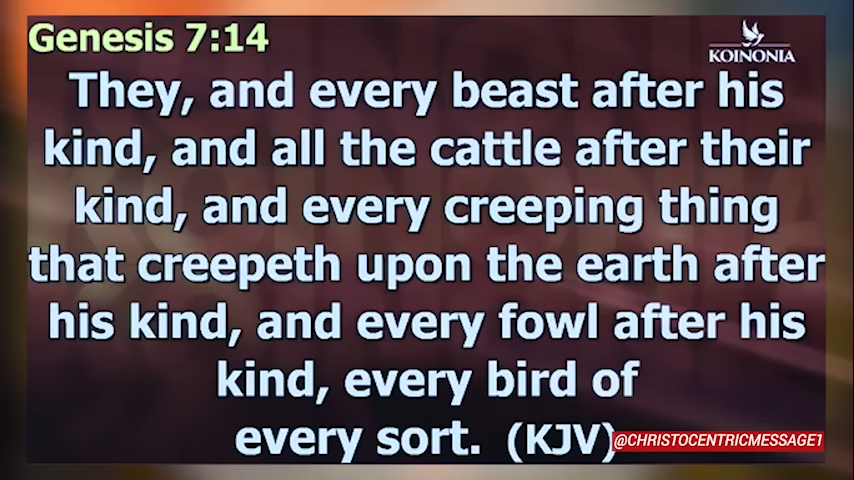 Genesis 7:14
KOINONIA
They, and every beast after his
kind, and all the cattle after their
kind, and every creeping thing
that creepeth upon the earth after
his kind, and every fowl after his
kind, every bird of
every sort. (KJV)
@CHRISTOCENTRICMESSAGE1